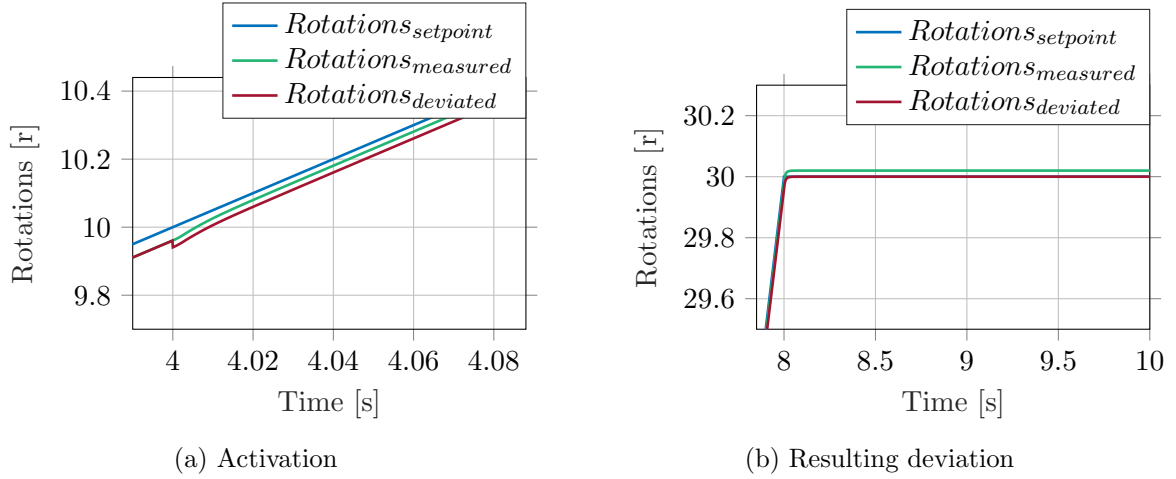 Rotations_setpoint
Rotations_measured
Rotations_deviated
10.4
10.2
10
9.8
Rotations [r]
4 4.02 4.04 4.06 4.08
Time [s]
(a) Activation
Rotations_setpoint
Rotations_measured
Rotations_deviated
30.2
30
29.8
29.6
Rotations [r]
8 8.5 9 9.5 10
Time [s]
(b) Resulting deviation